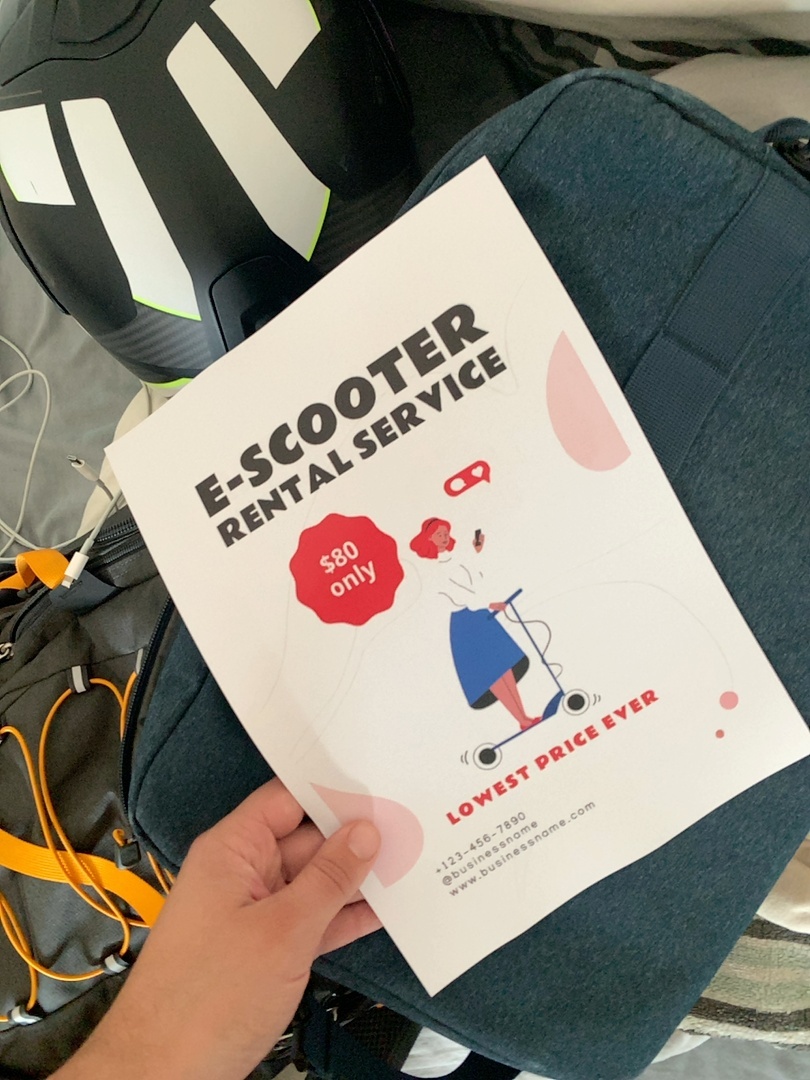 E-SCOOTER
RENTAL SERVICE
$80
only
LOWEST PRICE EVER
+123-456-7890
@businessname
www.businessname.com